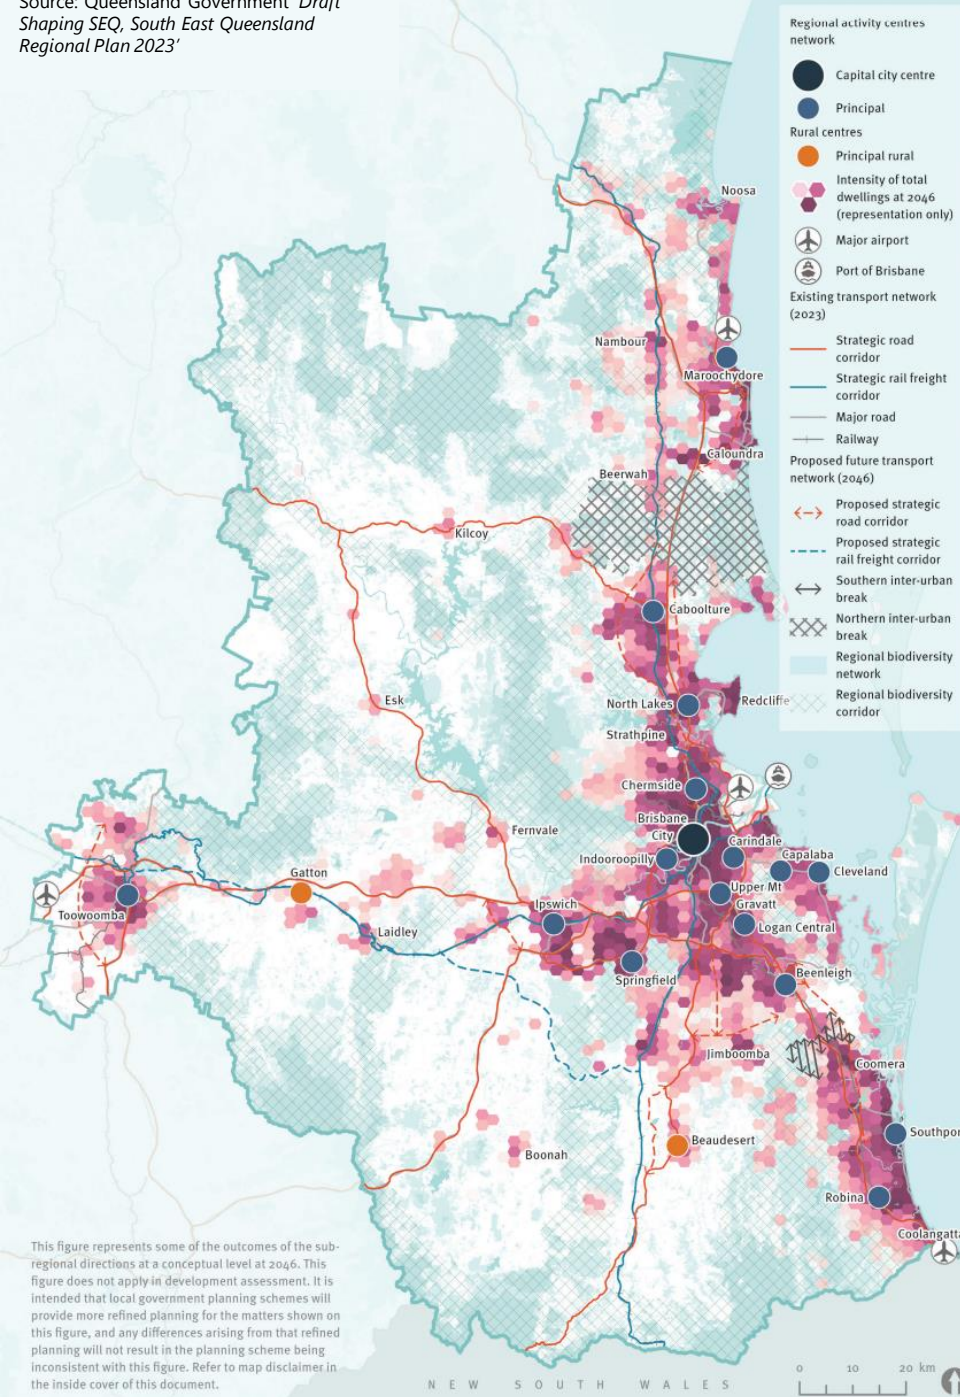 Source: Queensland Government 'Draft
Shaping SEQ, South East Queensland
Regional Plan 2023'
Regional activity centres
network
Capital city centre
Principal
Rural centres
Principal rural
Intensity of total
dwellings at 2046
(representation only)
Major airport
Port of Brisbane
Existing transport network
(2023)
Strategic road
corridor
Strategic rail freight
corridor
Major road
Railway
Proposed future transport
network (2046)
Proposed strategic
road corridor
Proposed strategic
rail freight corridor
Southern inter-urban
break
Northern inter-urban
break
Regional biodiversity
network
Regional biodiversity
corridor
Noosa
Nambour
Maroochydore
Caloundra
Beerwah
Kilcoy
Caboolture
Esk
North Lakes
Redcliffe
Strathpine
Chermside
Brisbane
City
Fernvale
Carindale
Indooroopilly
Capalaba
Cleveland
Gatton
Upper Mt
Gravatt
Toowoomba
Ipswich
Laidley
Logan Central
Springfield
Beenleigh
Jimboomba
Coomera
Beaudesert
Southpor
Boonah
Robina
Coolangatta
This figure represents some of the outcomes of the sub-
regional directions at a conceptual level at 2046. This
figure does not apply in development assessment. It is
intended that local government planning schemes will
provide more refined planning for the matters shown on
this figure, and any differences arising from that refined
planning will not result in the planning scheme being
inconsistent with this figure. Refer to map disclaimer in
the inside cover of this document.
NEW SOUTH WALES
0 10 20 km